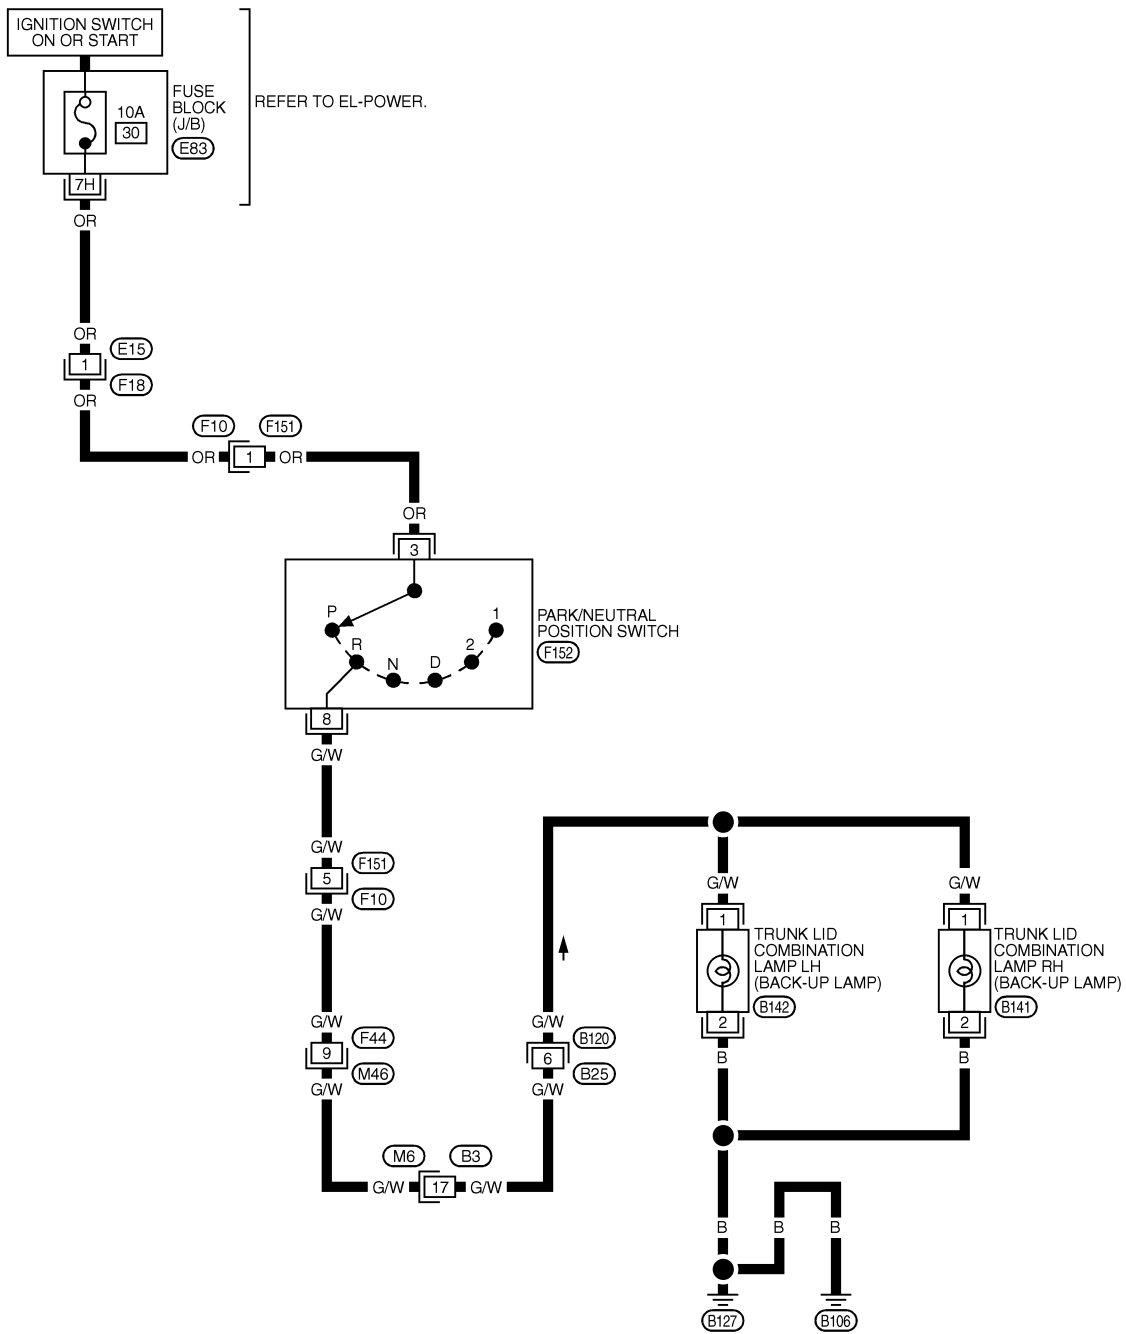 IGNITION SWITCH
ON OR START
FUSE
BLOCK
(J/B)
E83
10A
30
REFER TO EL-POWER.
7H
OR
OR
E15
1
F18
OR
F10
F151
OR
1
OR
OR
3
P
R
N
D
2
1
PARK/NEUTRAL
POSITION SWITCH
F152
8
G/W
G/W
F151
5
F10
G/W
G/W
F44
9
M46
G/W
M6
B3
G/W
17
G/W
G/W
B120
6
B25
G/W
G/W
1
TRUNK LID
COMBINATION
LAMP LH
(BACK-UP LAMP)
B142
2
B
G/W
1
TRUNK LID
COMBINATION
LAMP RH
(BACK-UP LAMP)
B141
2
B
B
B
B
B127
B106